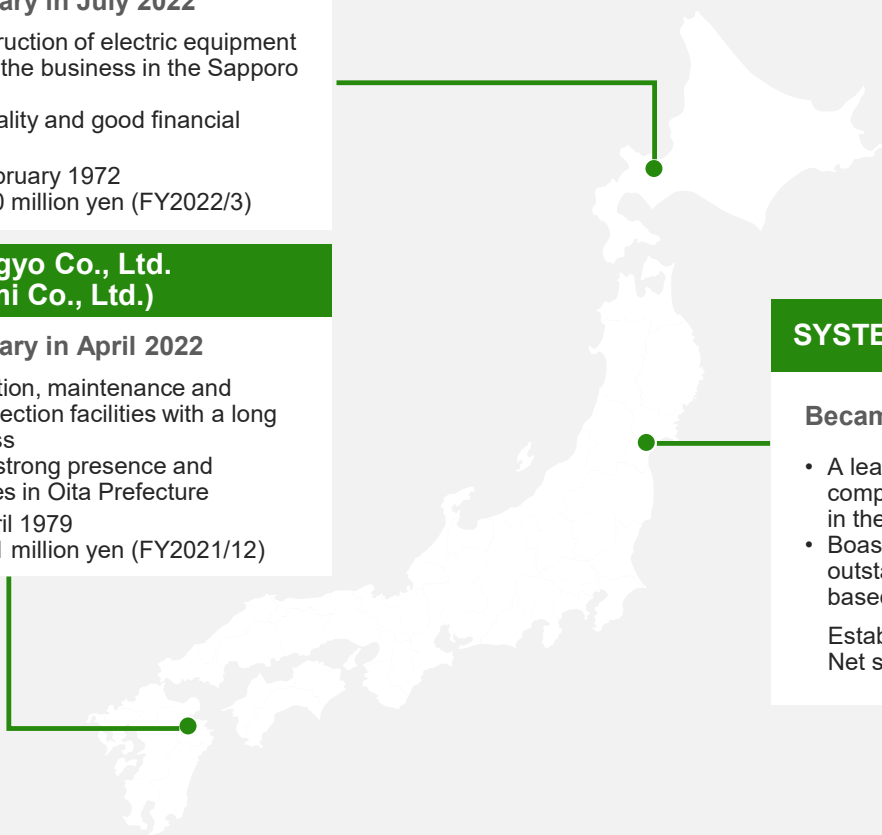 ary in July 2022
ruction of electric equipment
the business in the Sapporo
ality and good financial
bruary 1972
0 million yen (FY2022/3)
gyo Co., Ltd.
ni Co., Ltd.)
ary in April 2022
tion, maintenance and
ection facilities with a long
ss
strong presence and
es in Oita Prefecture
ril 1979
million yen (FY2021/12)
SYSTE
Becam
• A lea
comp
in the
• Boas
outsta
based
Estab
Net s